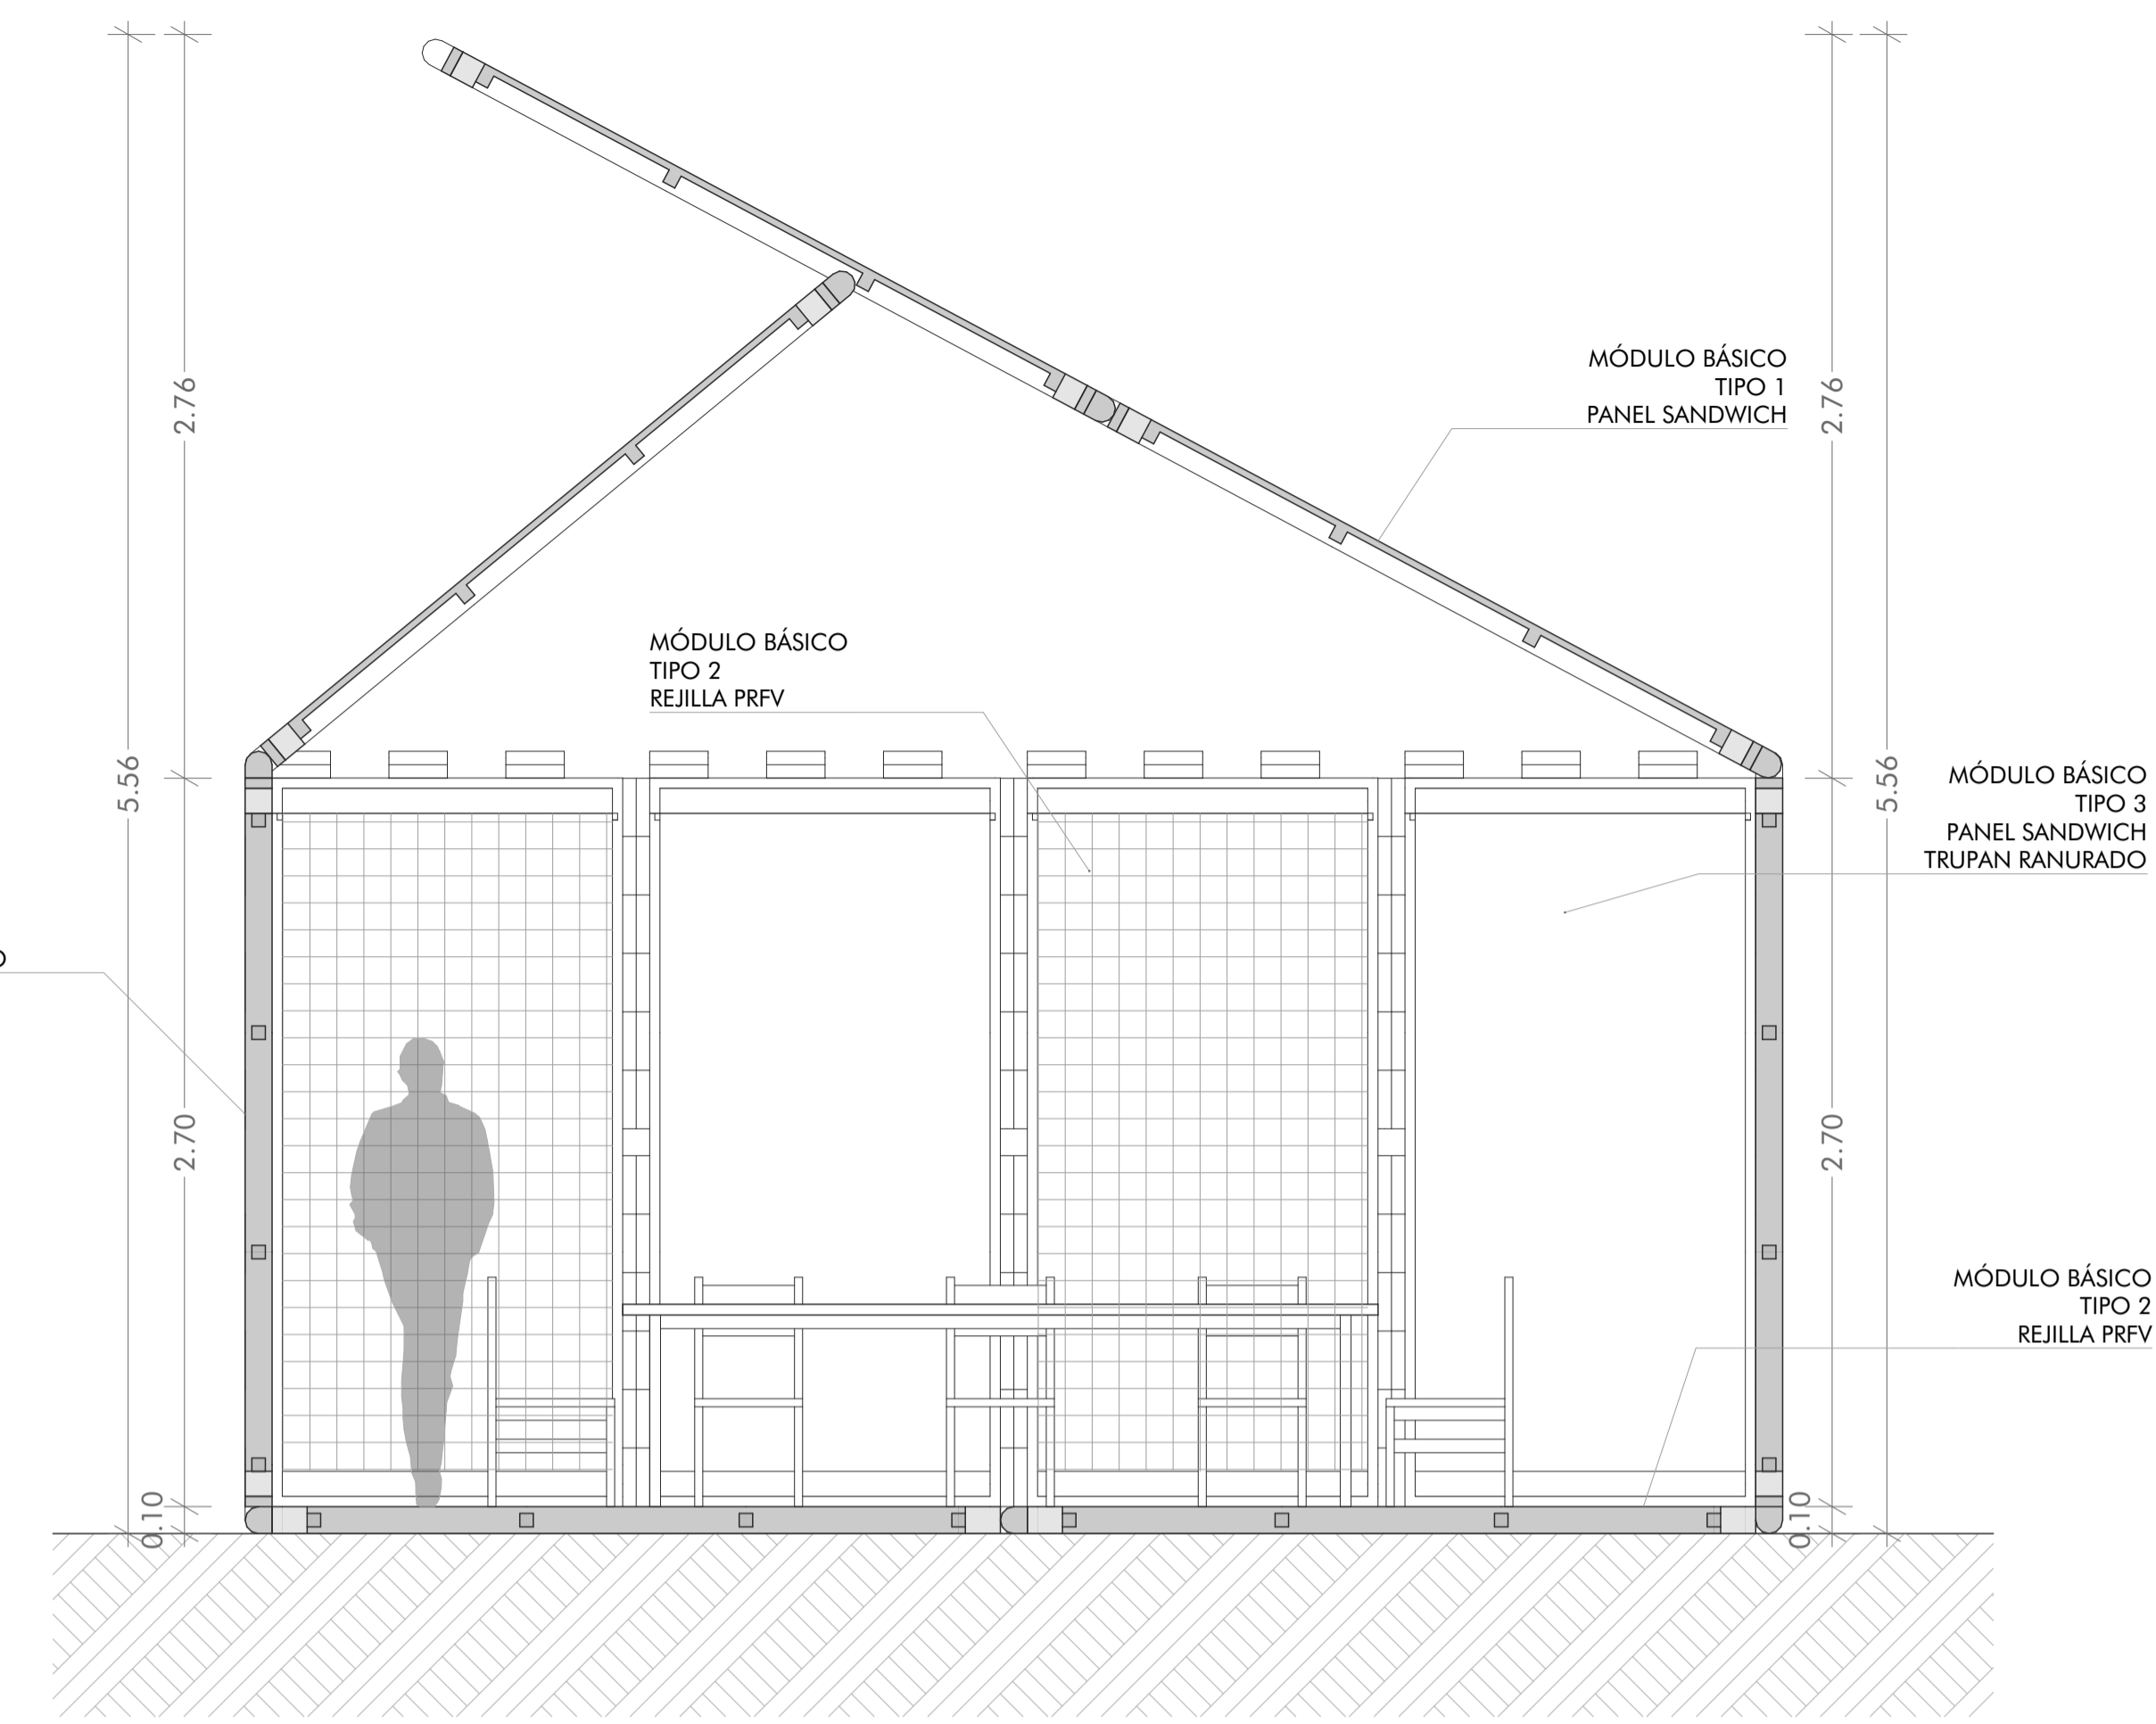 MÓDULO BÁSICO
TIPO 1
PANEL SANDWICH
2.76
2.76
MÓDULO BÁSICO
TIPO 2
REJILLA PRFV
5.56
5.56
MÓDULO BÁSICO
TIPO 3
PANEL SANDWICH
TRUPAN RANURADO
O
2.70
2.70
MÓDULO BÁSICO
TIPO 2
REJILLA PRFV
0.10
0.10